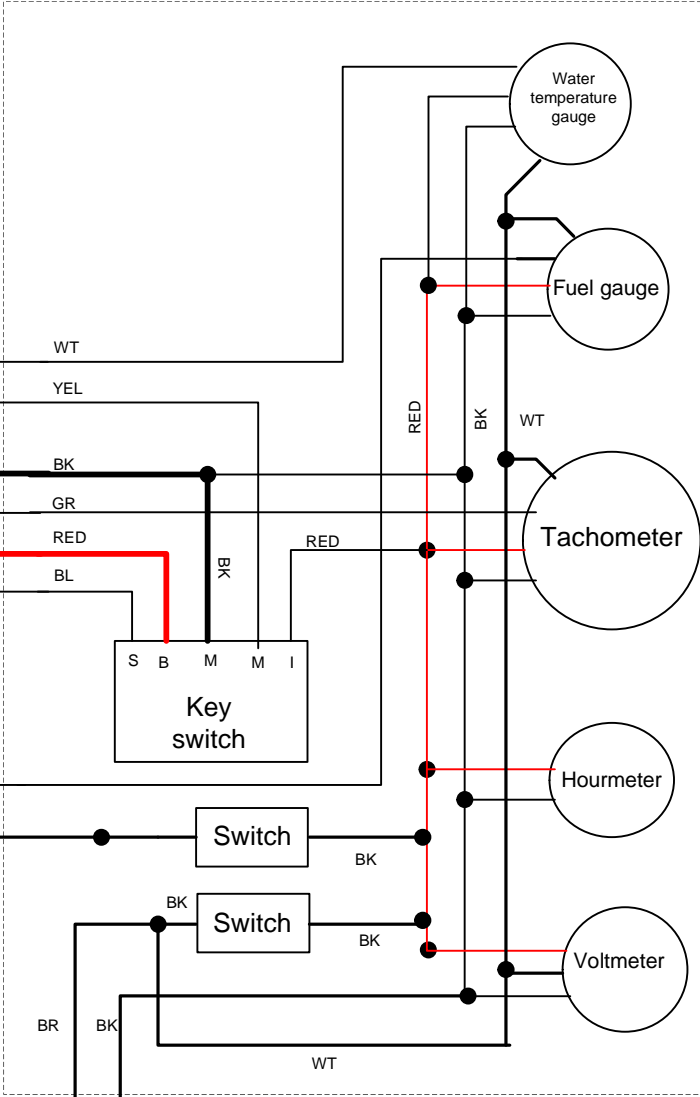 Water
temperature
gauge
Fuel gauge
WT
YEL
RED
BK
WT
BK
GR
RED
BL
BK
RED
Tachometer
S B M M I
Key
switch
Hourmeter
Switch
BK
BK
Switch
BK
Voltmeter
BR
BK
WT